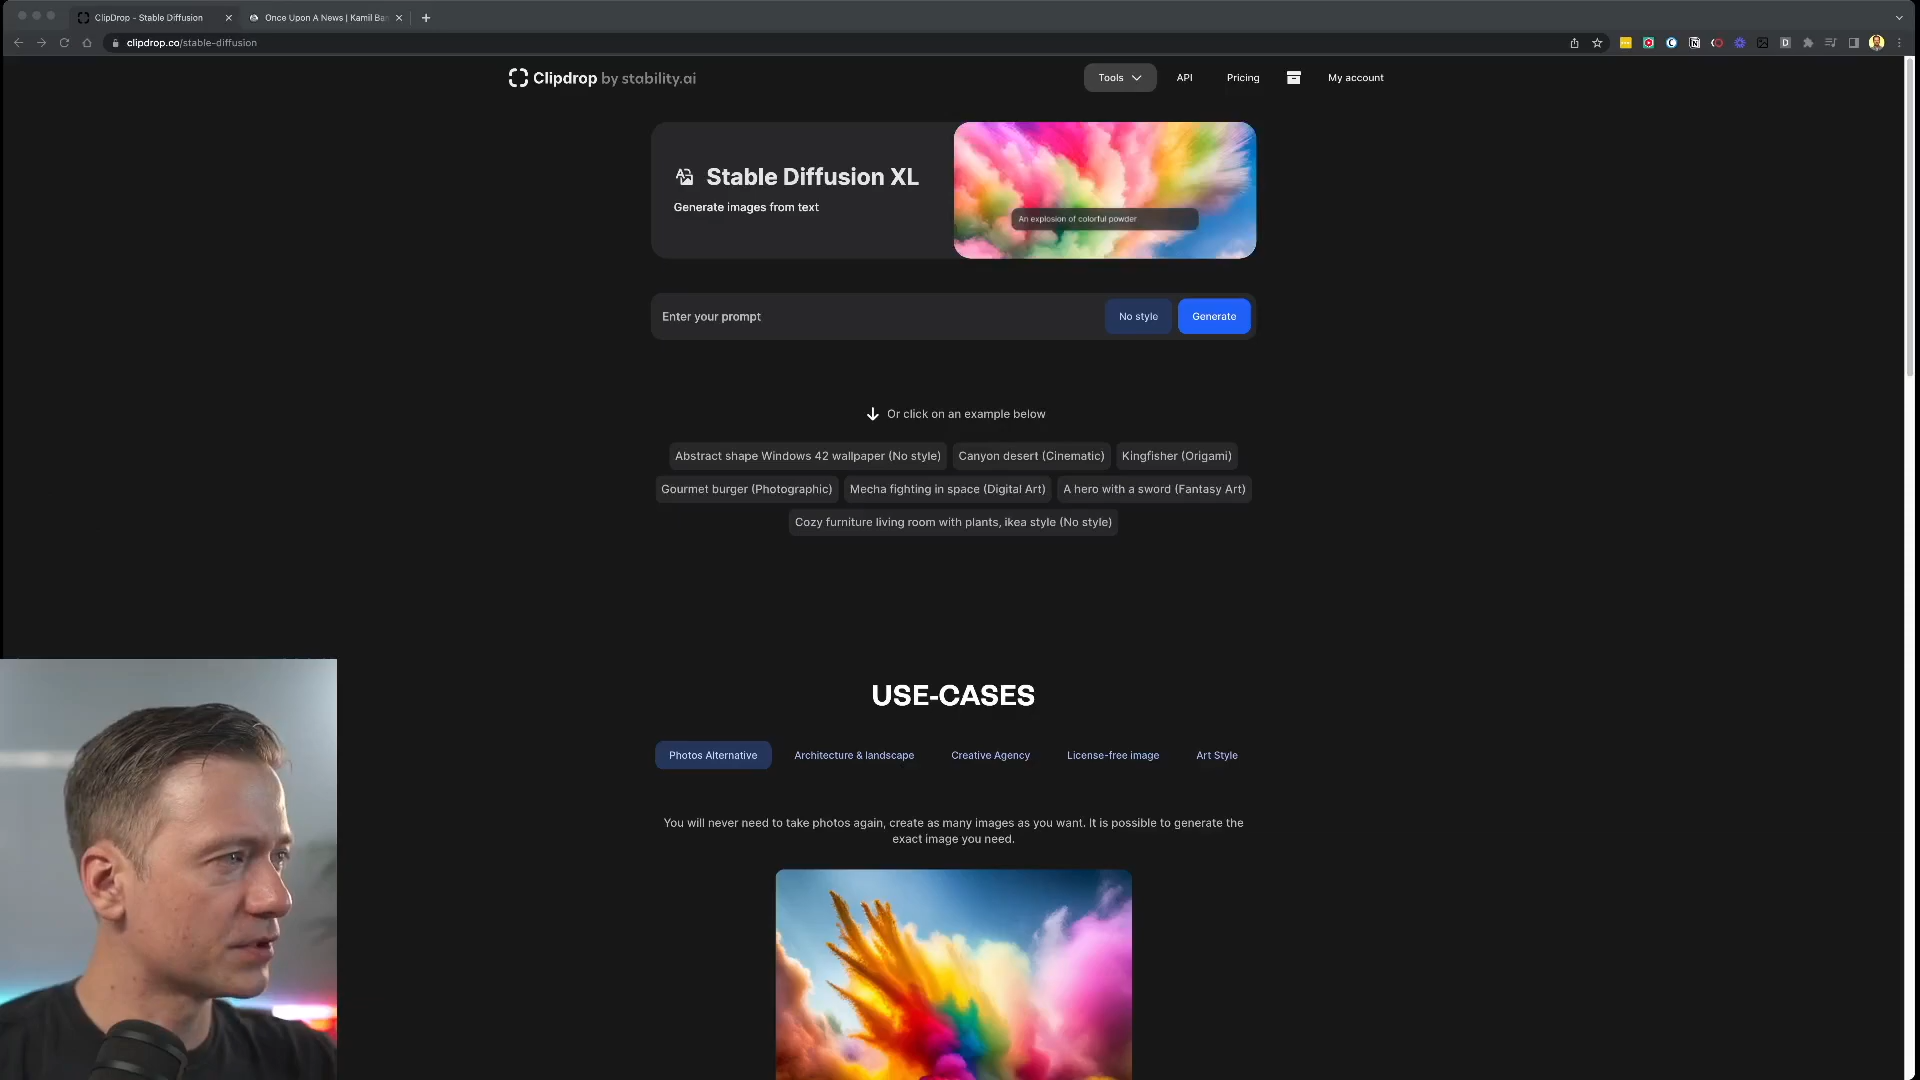 ClipDrop - Stable Diffusion
Once Upon A News | Kamil Ban
clipdrop.co/stable-diffusion
Clipdrop by stability.ai
Tools
API
Pricing
My account
Stable Diffusion XL
Generate images from text
An explosion of colorful powder
Enter your prompt
No style
Generate
Or click on an example below
Abstract shape Windows 42 wallpaper (No style)
Canyon desert (Cinematic)
Kingfisher (Origami)
Gourmet burger (Photographic)
Mecha fighting in space (Digital Art)
A hero with a sword (Fantasy Art)
Cozy furniture living room with plants, ikea style (No style)
USE-CASES
Photos Alternative
Architecture & landscape
Creative Agency
License-free image
Art Style
You will never need to take photos again, create as many images as you want. It is possible to generate the
exact image you need.